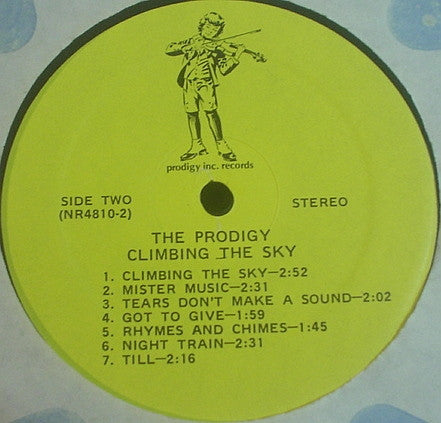 prodigy inc. records
SIDE TWO
(NR4810-2)
STEREO
THE PRODIGY
CLIMBING THE SKY
1. CLIMBING THE SKY—2:52
2. MISTER MUSIC—2:31
3. TEARS DON'T MAKE A SOUND—2:02
4. GOT TO GIVE—1:59
5. RHYMES AND CHIMES—1:45
6. NIGHT TRAIN—2:31
7. TILL—2:16